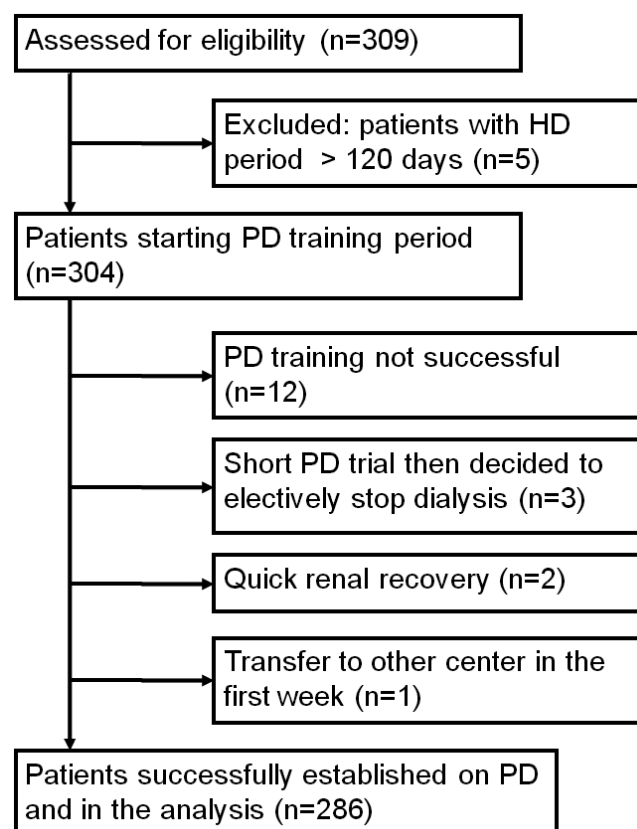 Assessed for eligibility (n=309)
Excluded: patients with HD
period > 120 days (n=5)
Patients starting PD training period
(n=304)
PD training not successful
(n=12)
Short PD trial then decided to
electively stop dialysis (n=3)
Quick renal recovery (n=2)
Transfer to other center in the
first week (n=1)
Patients successfully established on PD
and in the analysis (n=286)